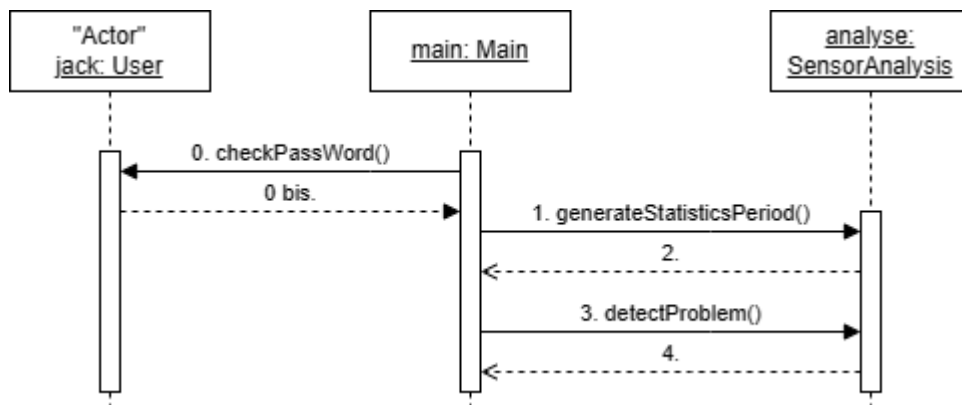 "Actor"
jack: User
main: Main
analyse:
SensorAnalysis
0. checkPassWord()
0 bis.
1. generateStatisticsPeriod()
2.
3. detectProblem()
4.